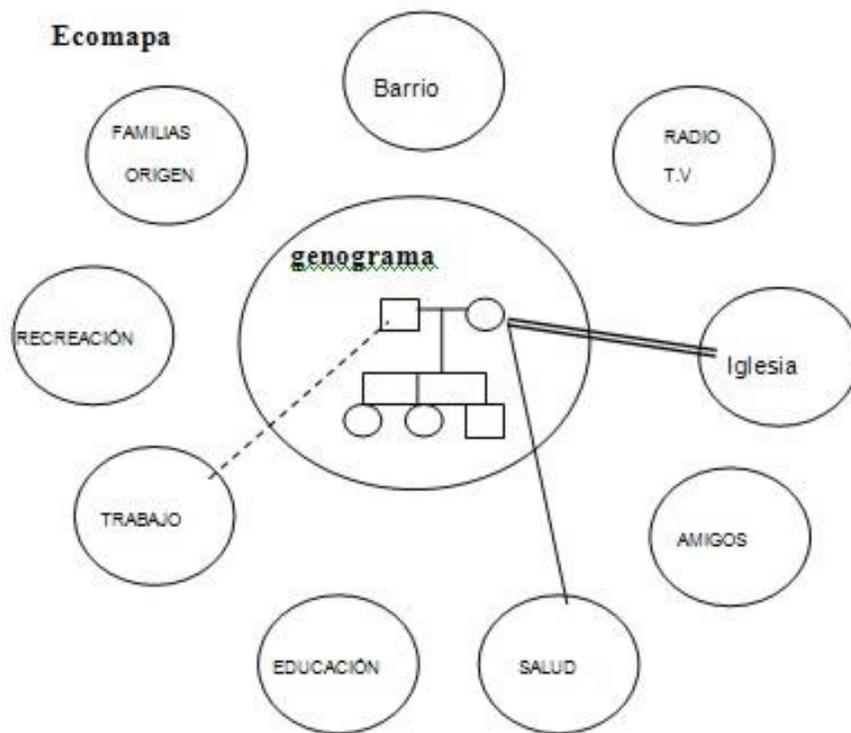 Ecomapa
Barrio
FAMILIAS
ORIGEN
RADIO
T.V
genograma
RECREACIÓN
Iglesia
TRABAJO
AMIGOS
EDUCACIÓN
SALUD